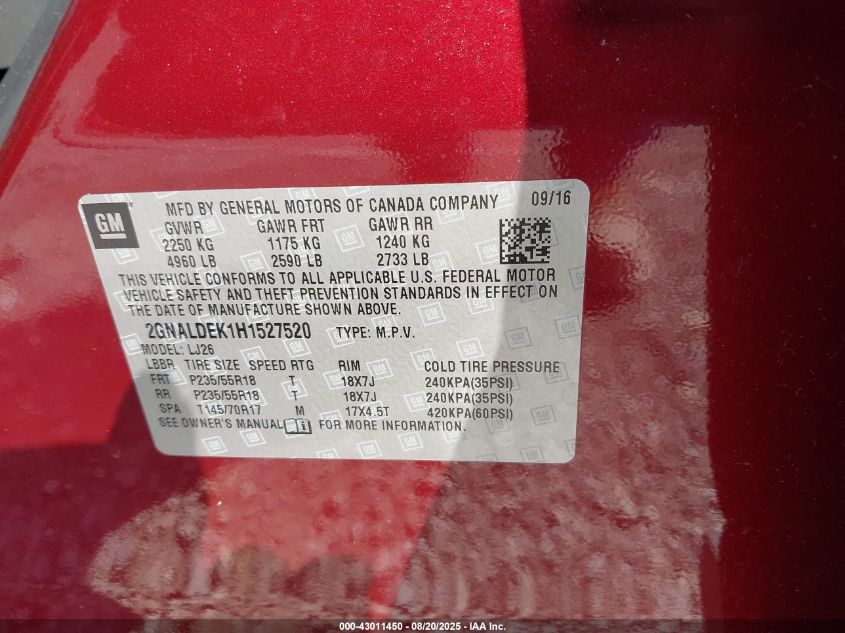 GM
MFD BY GENERAL MOTORS OF CANADA COMPANY 09/16
GVWR GAWR FRT GAWR RR
2250 KG 1175 KG 1240 KG
4960 LB 2590 LB 2733 LB
THIS VEHICLE CONFORMS TO ALL APPLICABLE U.S. FEDERAL MOTOR
VEHICLE SAFETY AND THEFT PREVENTION STANDARDS IN EFFECT ON
THE DATE OF MANUFACTURE SHOWN ABOVE.
2GNALDEK1H1527520 TYPE: M.P.V.
MODEL: LJ26
LBBR TIRE SIZE SPEED RTG RIM COLD TIRE PRESSURE
FRT P235/55R18 T 18X7J 240KPA(35PSI)
RR P235/55R18 T 18X7J 240KPA(35PSI)
SPA T145/70R17 M 17X4.5T 420KPA(60PSI)
SEE OWNER'S MANUAL FOR MORE INFORMATION.
000-43011450 - 08/20/2025 - IAA Inc.